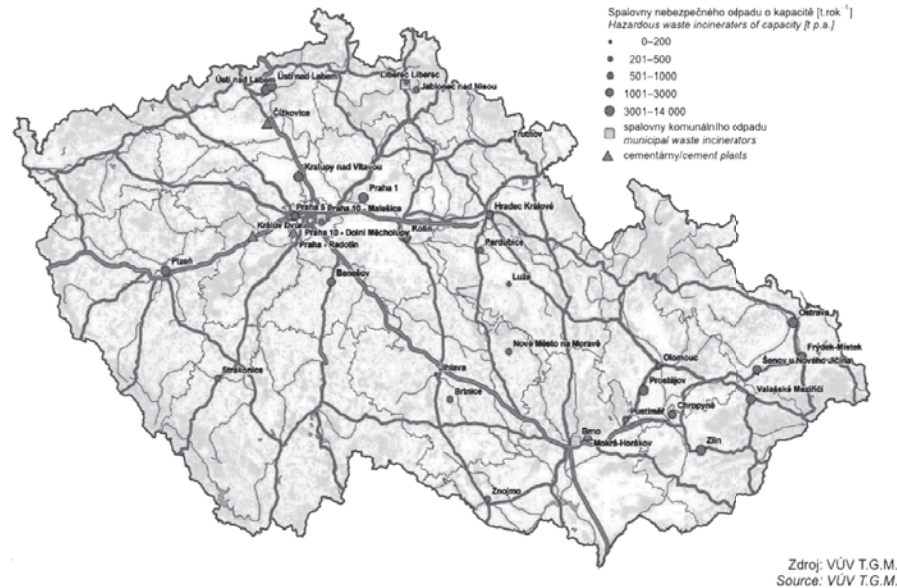 Spalovny nebezpečného odpadu o kapacitě [t.rok⁻¹]
Hazardous waste incinerators of capacity [t p.a.]
0–200
201–500
501–1000
1001–3000
3001–14 000
spalovny komunálního odpadu
municipal waste incinerators
cementárny/cement plants
Ústí nad Labem
Ústí nad Labem
Liberec Liberec
Jablonec nad Nisou
Čížkovice
Trutnov
Kralupy nad Vltavou
Praha 1
Praha 5
Praha 10 - Malešice
Hradec Králové
Králův Dvůr
Praha 10 - Dolní Měcholupy
Kolín
Praha - Radotín
Pardubice
Plzeň
Benešov
Luže
Ostrava
Nové Město na Moravě
Frýdek-Místek
Olomouc
Šenov u Nového Jičína
Strakonice
Jihlava
Prostějov
Valašské Meziříčí
Brtnice
Chropyně
Pustiměř
Brno
Mokrá-Horákov
Zlín
Znojmo
Zdroj: VÚV T.G.M.
Source: VÚV T.G.M.